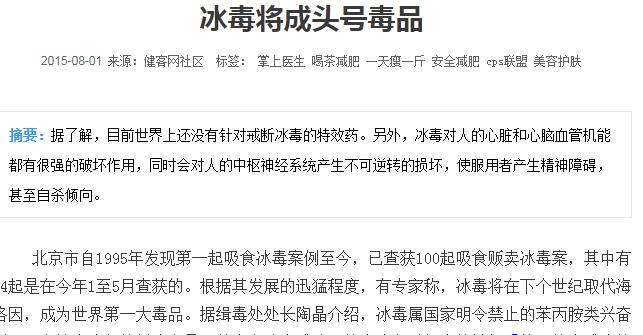 冰毒将成头号毒品
2015-08-01 来源：健客网社区 标签： 掌上医生 喝茶减肥 一天瘦一斤 安全减肥 cps联盟 美容护肤
摘要：据了解，目前世界上还没有针对戒断冰毒的特效药。另外，冰毒对人的心脏和心脑血管机能
都有很强的破坏作用，同时会对人的中枢神经系统产生不可逆转的损坏，使服用者产生精神障碍，
甚至自杀倾向。
北京市自1995年发现第一起吸食冰毒案例至今，已查获100起吸食贩卖冰毒案，其中有
4起是在今年1至5月查获的。根据其发展的迅猛程度，有专家称，冰毒将在下个世纪取代海
洛因，成为世界第一大毒品。据缉毒处处长陶晶介绍，冰毒属国家明令禁止的苯丙胺类兴奋